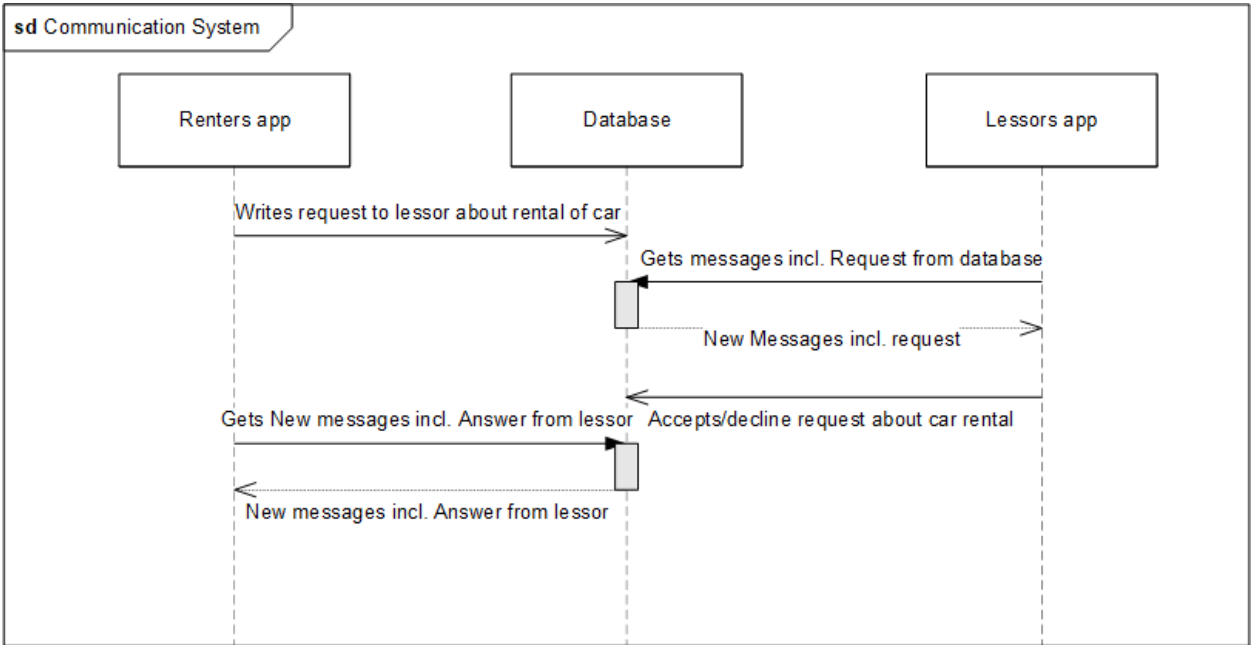 sd Communication System
Renters app
Database
Lessors app
Writes request to lessor about rental of car
Gets messages incl. Request from database
New Messages incl. request
Gets New messages incl. Answer from lessor
Accepts/decline request about car rental
New messages incl. Answer from lessor